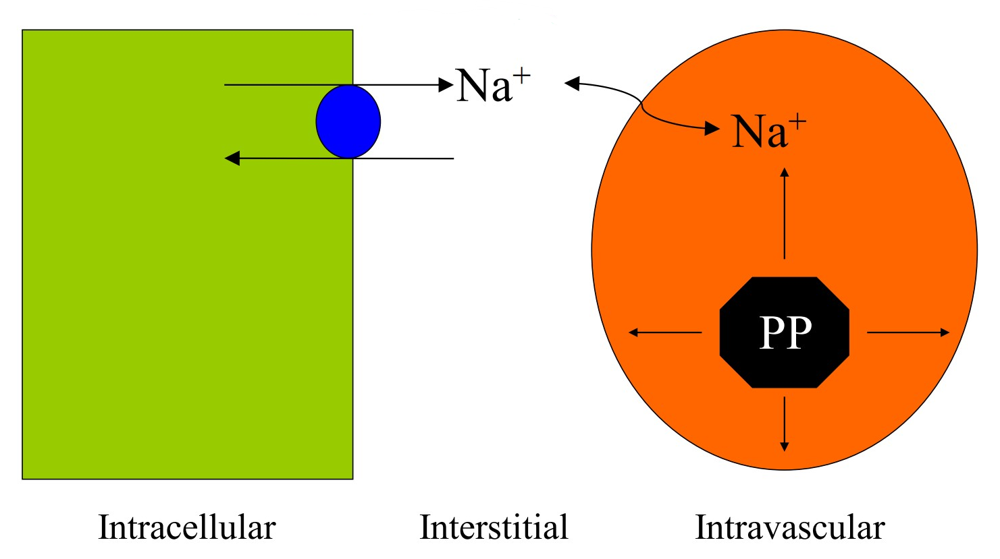 Na⁺
Na⁺
PP
Intracellular Interstitial Intravascular